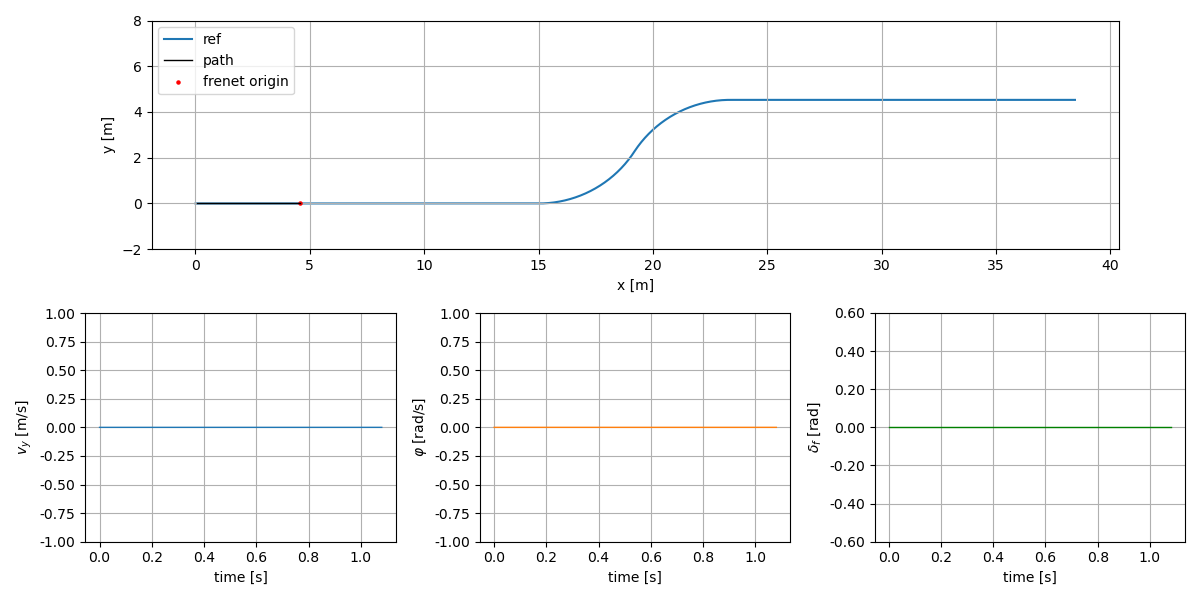 8
6
4
2
0
−2
y [m]
ref
path
frenet origin
0 5 10 15 20 25 30 35 40
x [m]
1.00
0.75
0.50
0.25
0.00
-0.25
-0.50
-0.75
-1.00
v_y [m/s]
0.0 0.2 0.4 0.6 0.8 1.0
time [s]
1.00
0.75
0.50
0.25
0.00
-0.25
-0.50
-0.75
-1.00
φ [rad/s]
0.0 0.2 0.4 0.6 0.8 1.0
time [s]
0.60
0.40
0.20
0.00
-0.20
-0.40
-0.60
δ_f [rad]
0.0 0.2 0.4 0.6 0.8 1.0
time [s]